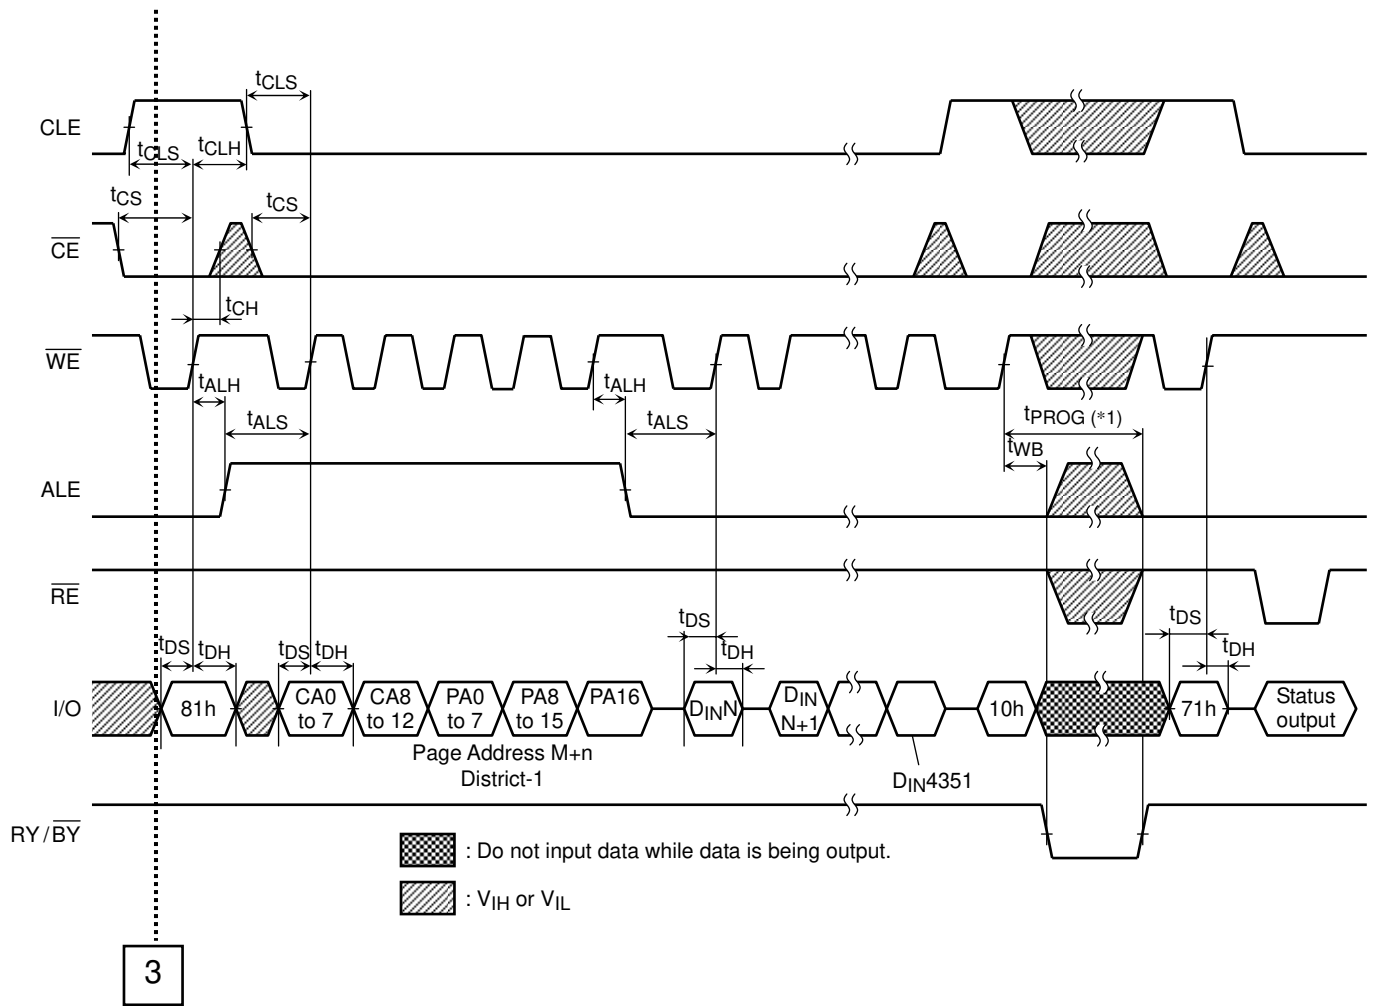 tCLS
CLE
tCLS
tCLH
tCS
tCS
CE
tCH
WE
tALH
tALH
tALS
tALS
tPROG (*1)
tWB
ALE
RE
tDS
tDH
tDS
tDH
tDS
tDH
tDS
tDH
I/O
81h
CA0
to 7
CA8
to 12
PA0
to 7
PA8
to 15
PA16
DINN
DIN
N+1
10h
71h
Status
output
Page Address M+n
District-1
DIN4351
RY/BY
: Do not input data while data is being output.
: VIH or VIL
3